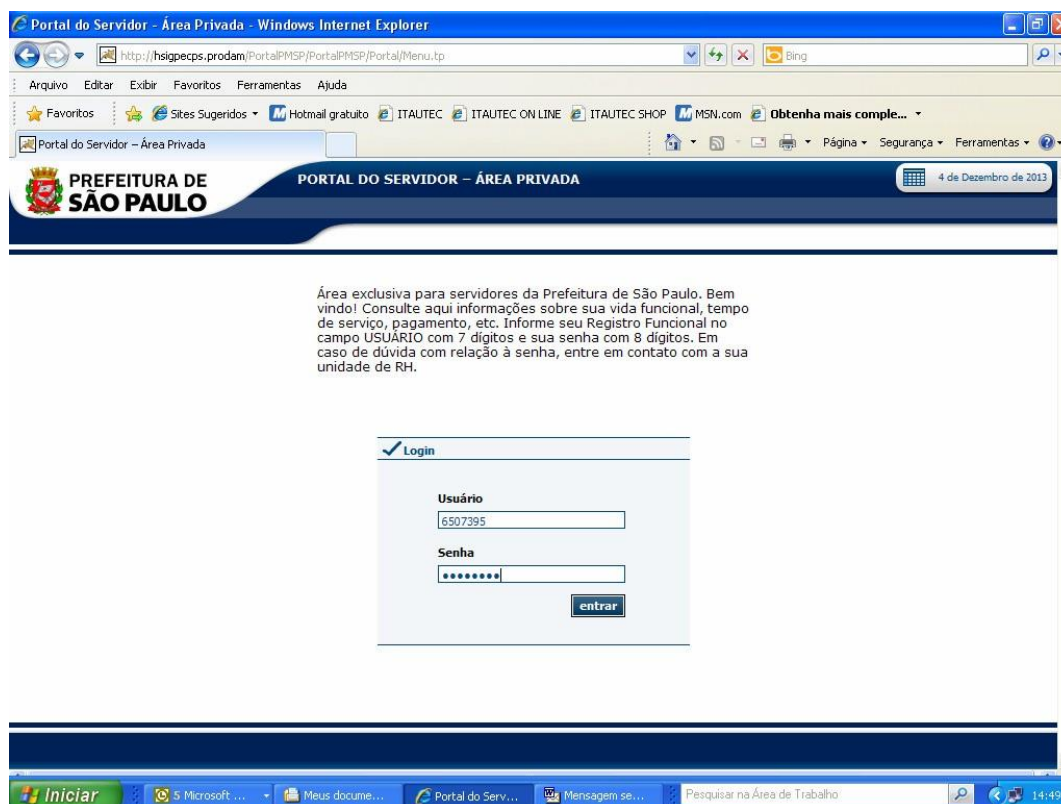 Portal do Servidor - Área Privada - Windows Internet Explorer
http://hsigpecps.prodam/PortalPMSP/PortalPMSP/Portal/Menu.tp
Bing
Arquivo Editar Exibir Favoritos Ferramentas Ajuda
Favoritos Sites Sugeridos Hotmail gratuito ITAUTEC ITAUTEC ON LINE ITAUTEC SHOP MSN.com Obtenha mais comple...
Portal do Servidor – Área Privada Página Segurança Ferramentas
PREFEITURA DE
SÃO PAULO
PORTAL DO SERVIDOR – ÁREA PRIVADA
4 de Dezembro de 2013
Área exclusiva para servidores da Prefeitura de São Paulo. Bem
vindo! Consulte aqui informações sobre sua vida funcional, tempo
de serviço, pagamento, etc. Informe seu Registro Funcional no
campo USUÁRIO com 7 dígitos e sua senha com 8 dígitos. Em
caso de dúvida com relação à senha, entre em contato com a sua
unidade de RH.
Login
Usuário
6507395
Senha
••••••••
entrar
Iniciar 5 Microsoft ... Meus docume... Portal do Serv... Mensagem se... Pesquisar na Área de Trabalho 14:49